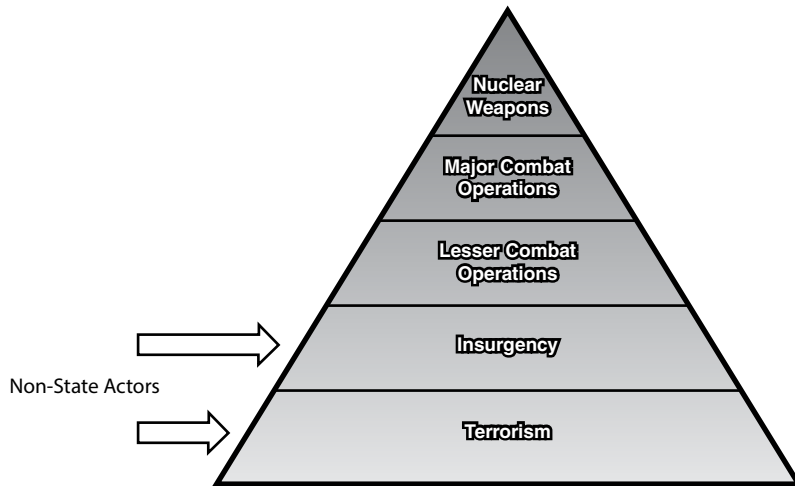 Nuclear
Weapons
Major Combat
Operations
Lesser Combat
Operations
Insurgency
Non-State Actors
Terrorism